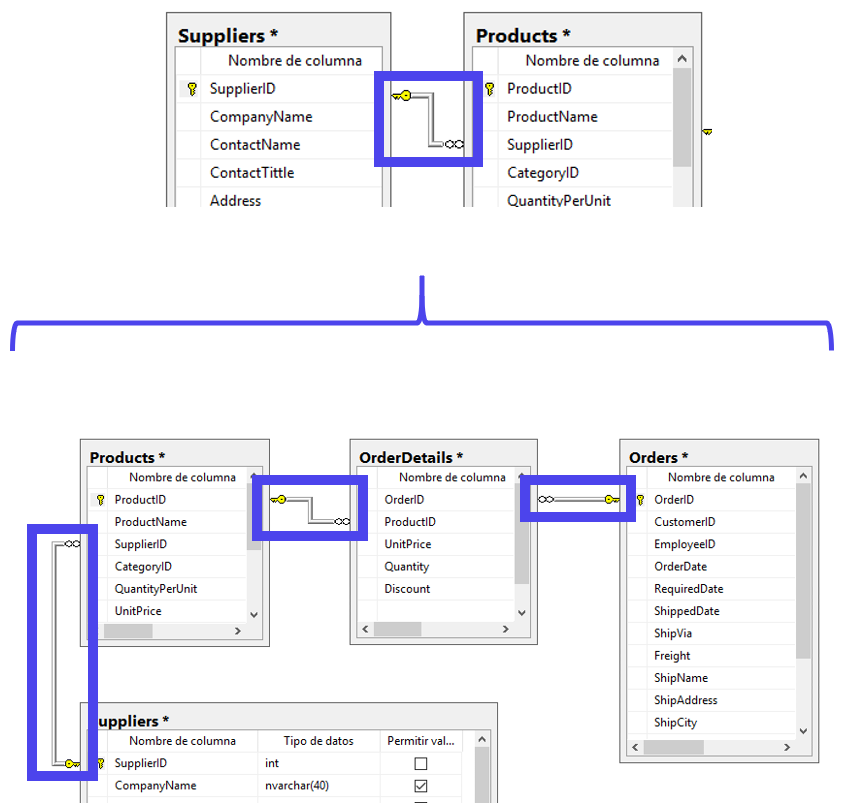 Suppliers *
Nombre de columna
SupplierID
CompanyName
ContactName
ContactTittle
Address
Products *
Nombre de columna
ProductID
ProductName
SupplierID
CategoryID
QuantityPerUnit
Products *
Nombre de columna
ProductID
ProductName
SupplierID
CategoryID
QuantityPerUnit
UnitPrice
OrderDetails *
Nombre de columna
OrderID
ProductID
UnitPrice
Quantity
Discount
Orders *
Nombre de columna
OrderID
CustomerID
EmployeeID
OrderDate
RequiredDate
ShippedDate
ShipVia
Freight
ShipName
ShipAddress
ShipCity
uppliers *
Nombre de columna Tipo de datos Permitir val...
SupplierID int
CompanyName nvarchar(40)